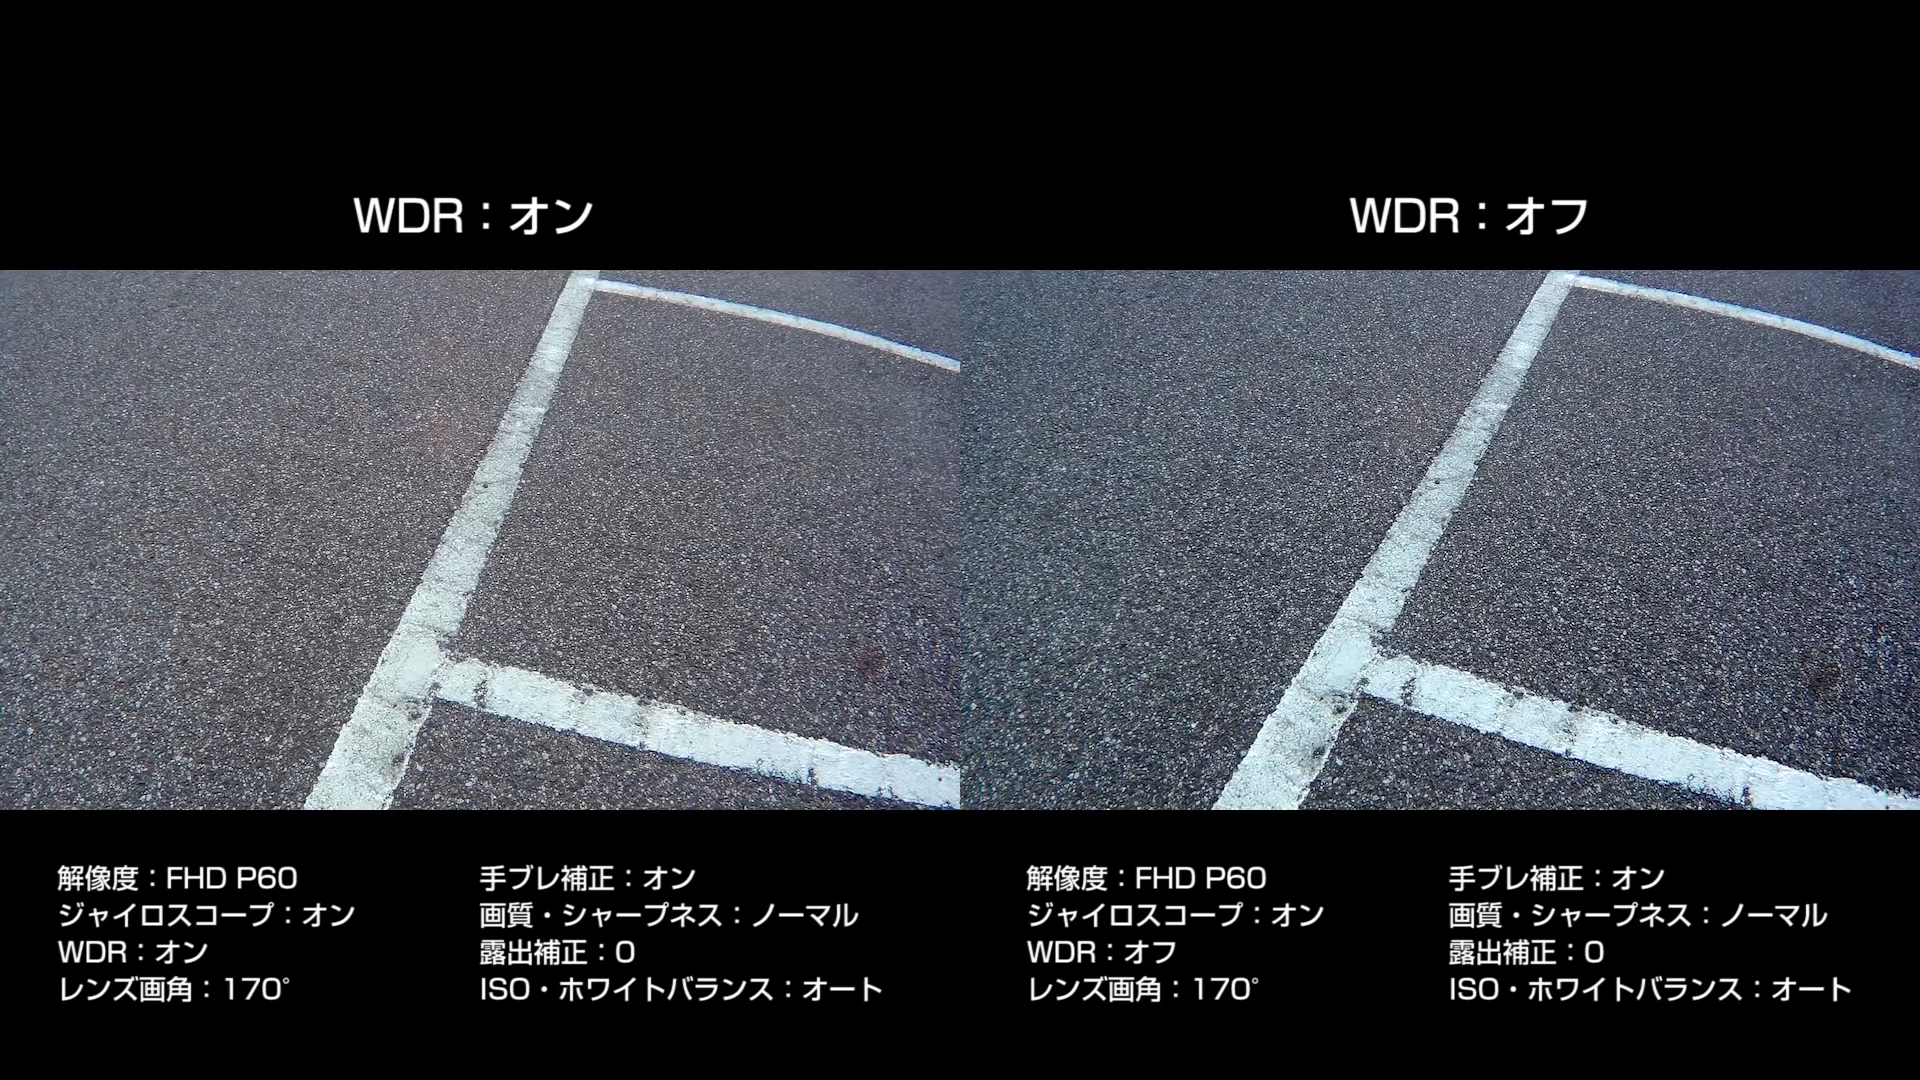 WDR：オン
WDR：オフ
解像度：FHD P60
ジャイロスコープ：オン
WDR：オン
レンズ画角：170°
手ブレ補正：オン
画質・シャープネス：ノーマル
露出補正：0
ISO・ホワイトバランス：オート
解像度：FHD P60
ジャイロスコープ：オン
WDR：オフ
レンズ画角：170°
手ブレ補正：オン
画質・シャープネス：ノーマル
露出補正：0
ISO・ホワイトバランス：オート